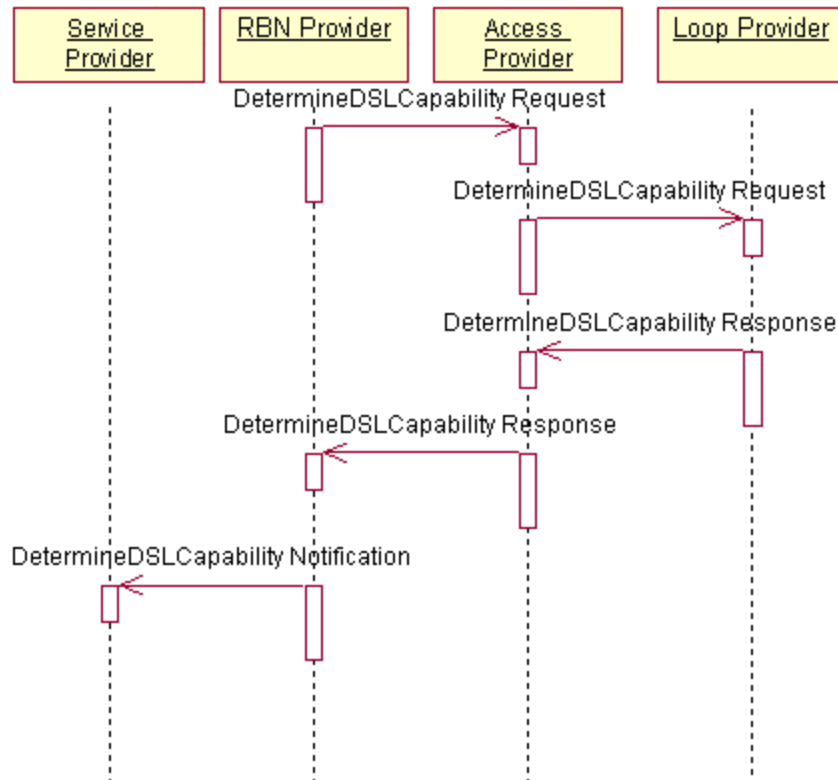 Service
Provider
RBN Provider
Access
Provider
Loop Provider
DetermineDSLCapability Request
DetermineDSLCapability Request
DetermineDSLCapability Response
DetermineDSLCapability Response
DetermineDSLCapability Notification